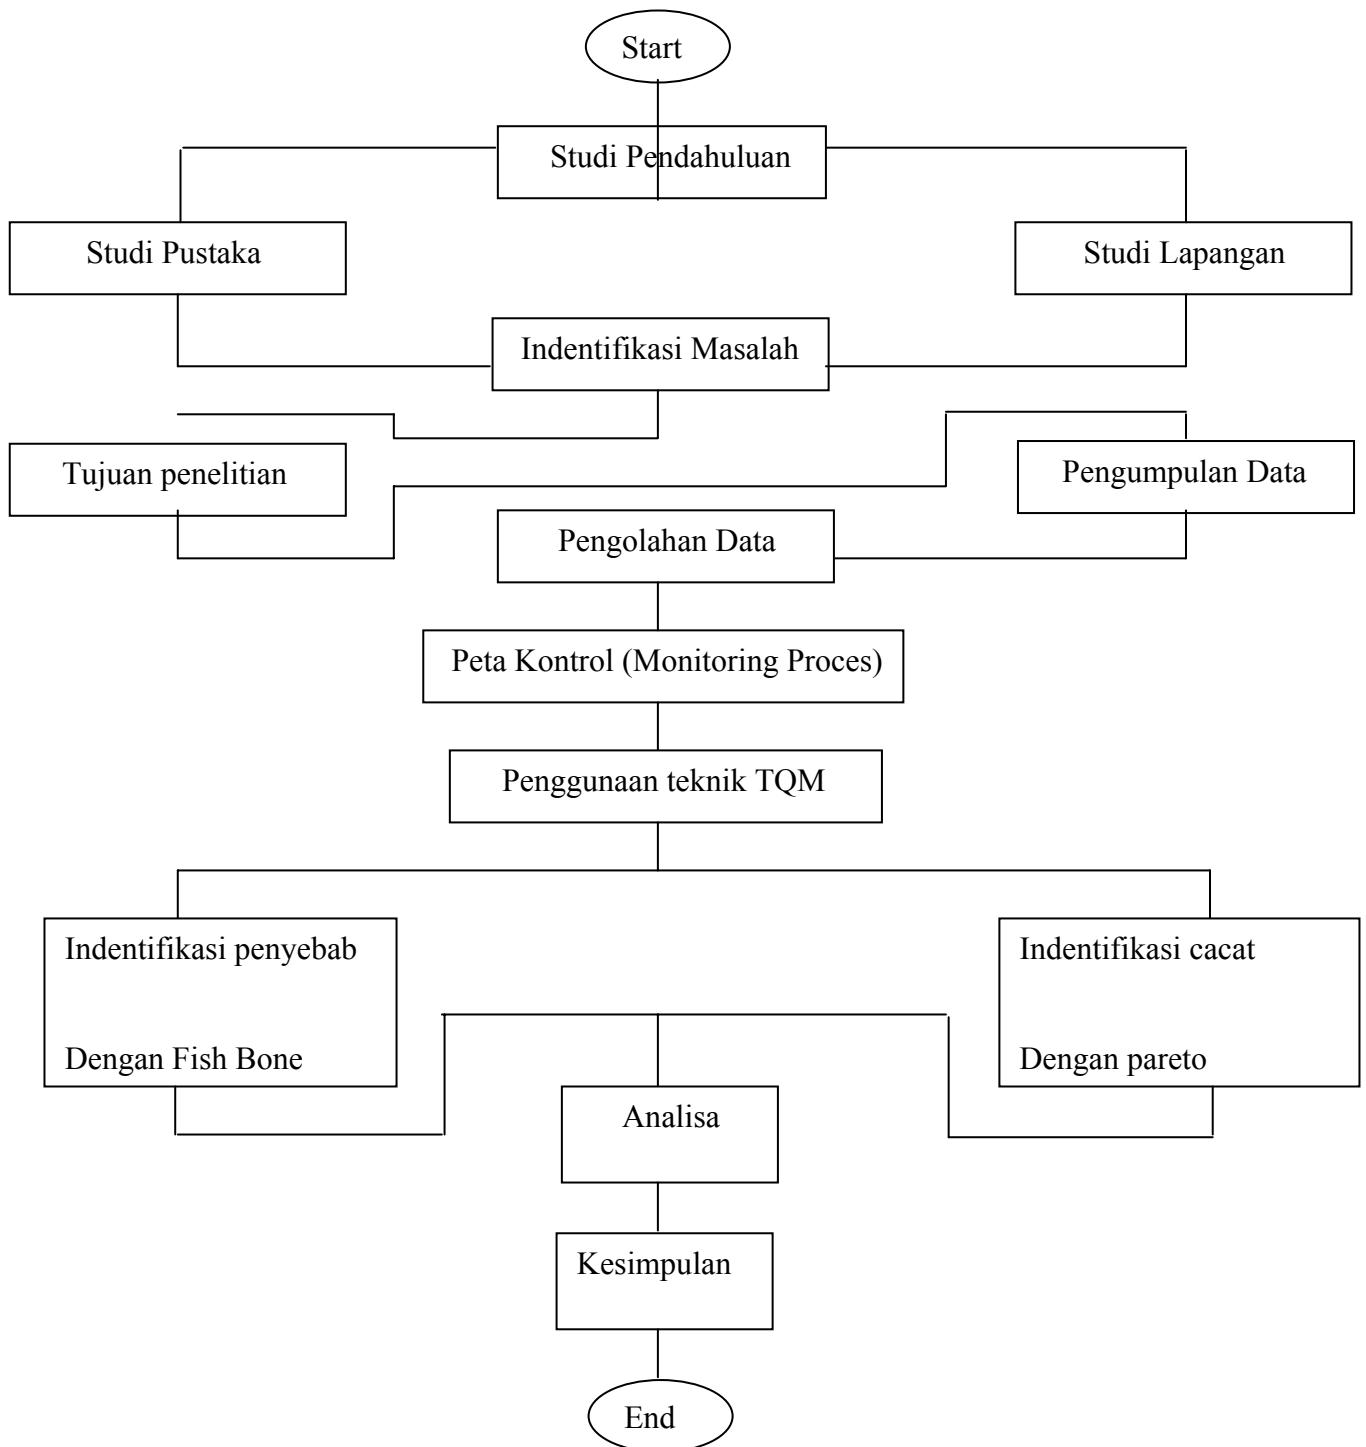 Start
Studi Pendahuluan
Studi Pustaka
Studi Lapangan
Indentifikasi Masalah
Tujuan penelitian
Pengumpulan Data
Pengolahan Data
Peta Kontrol (Monitoring Proces)
Penggunaan teknik TQM
Indentifikasi penyebab
Dengan Fish Bone
Indentifikasi cacat
Dengan pareto
Analisa
Kesimpulan
End